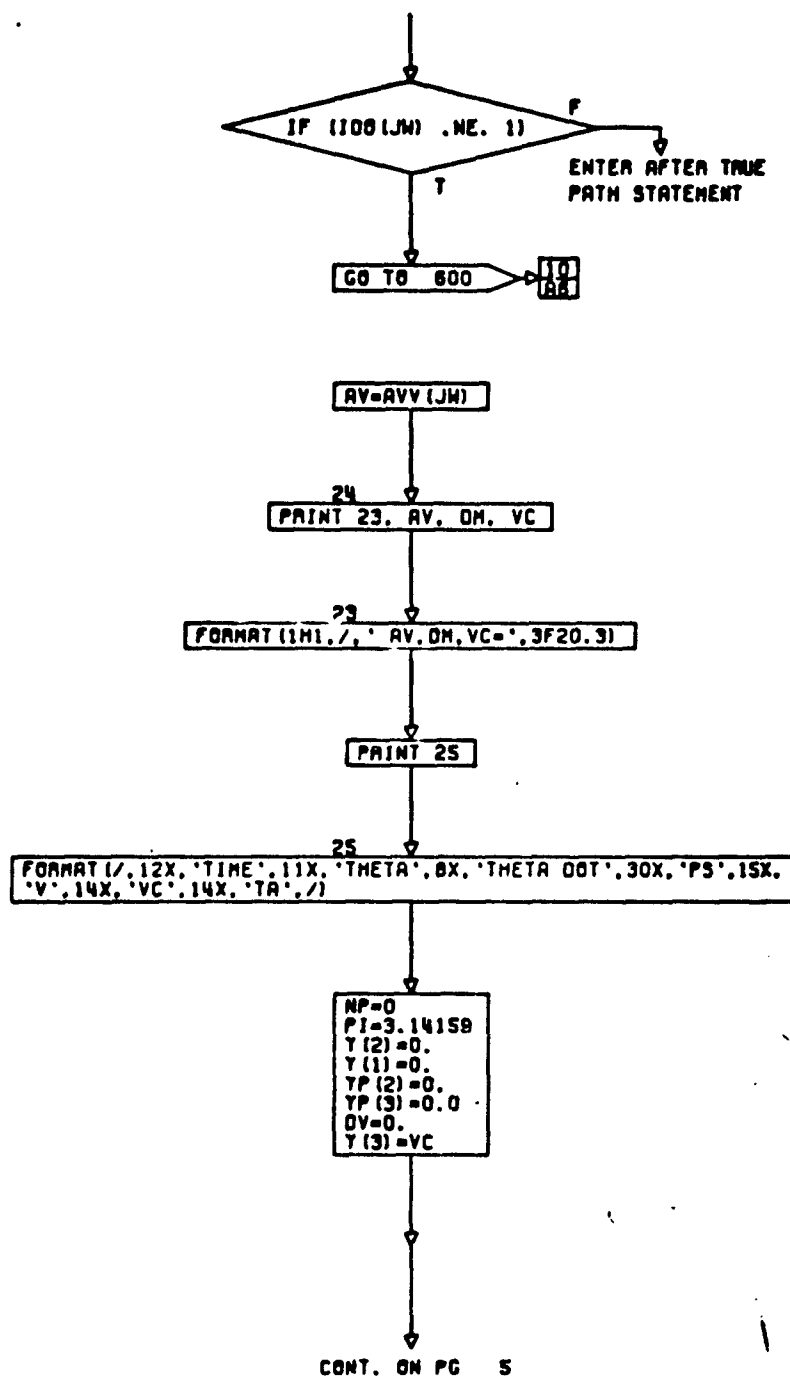 IF (IDO(JW) .NE. 1)
F
ENTER AFTER TRUE
PATH STATEMENT
T
GO TO 600
10
A6
AV=AVV(JW)
24
PRINT 23, AV, OM, VC
23
FORMAT(1H1,/,' AV,OM,VC=',3F20.3)
PRINT 25
25
FORMAT(/,12X,'TIME',11X,'THETA',8X,'THETA DOT',30X,'PS',15X,
'V',14X,'VC',14X,'TA',/)
NP=0
PI=3.14159
Y(2)=0.
Y(1)=0.
YP(2)=0.
YP(3)=0.0
DV=0.
Y(3)=VC
CONT. ON PG 5